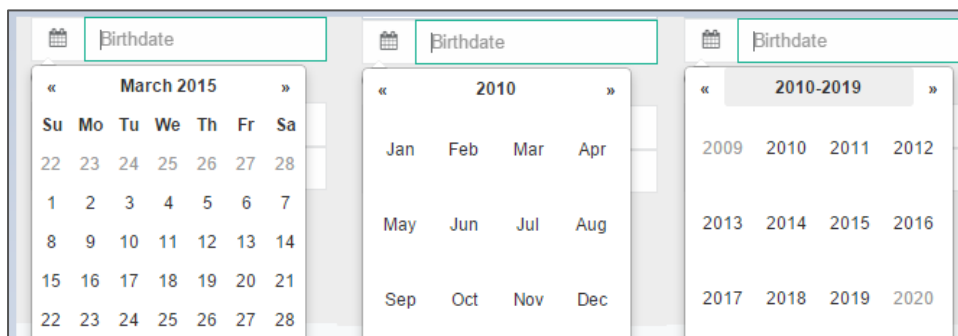 Birthdate
« March 2015 »
Su Mo Tu We Th Fr Sa
22 23 24 25 26 27 28
1 2 3 4 5 6 7
8 9 10 11 12 13 14
15 16 17 18 19 20 21
22 23 24 25 26 27 28
Birthdate
« 2010 »
Jan Feb Mar Apr
May Jun Jul Aug
Sep Oct Nov Dec
Birthdate
« 2010-2019 »
2009 2010 2011 2012
2013 2014 2015 2016
2017 2018 2019 2020